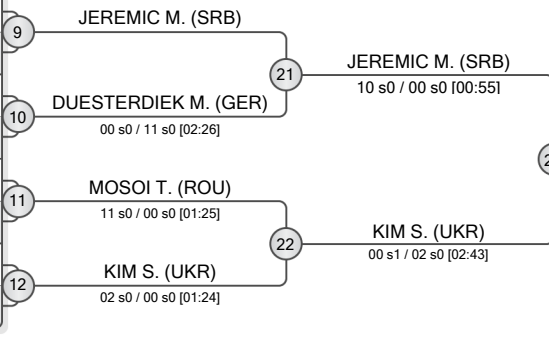 JEREMIC M. (SRB)
9
21
JEREMIC M. (SRB)
10 s0 / 00 s0 [00:55]
10
DUESTERDIEK M. (GER)
00 s0 / 11 s0 [02:26]
11
MOSOI T. (ROU)
11 s0 / 00 s0 [01:25]
22
KIM S. (UKR)
00 s1 / 02 s0 [02:43]
12
KIM S. (UKR)
02 s0 / 00 s0 [01:24]